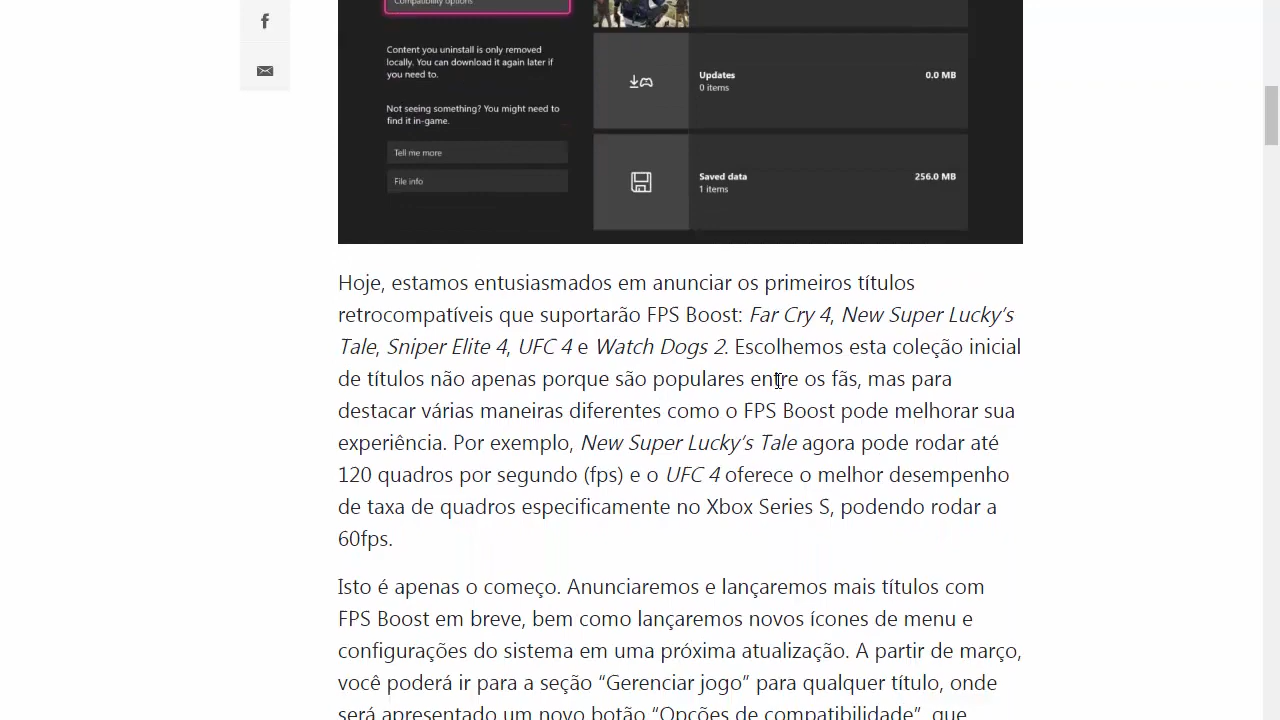 Compatibility options
Content you uninstall is only removed
locally. You can download it again later if
you need to.
Not seeing something? You might need to
find it in-game.
Tell me more
File info
Updates
0.0 MB
0 items
Saved data
256.0 MB
1 items
Hoje, estamos entusiasmados em anunciar os primeiros títulos
retrocompatíveis que suportarão FPS Boost: Far Cry 4, New Super Lucky’s
Tale, Sniper Elite 4, UFC 4 e Watch Dogs 2. Escolhemos esta coleção inicial
de títulos não apenas porque são populares entre os fãs, mas para
destacar várias maneiras diferentes como o FPS Boost pode melhorar sua
experiência. Por exemplo, New Super Lucky’s Tale agora pode rodar até
120 quadros por segundo (fps) e o UFC 4 oferece o melhor desempenho
de taxa de quadros especificamente no Xbox Series S, podendo rodar a
60fps.
Isto é apenas o começo. Anunciaremos e lançaremos mais títulos com
FPS Boost em breve, bem como lançaremos novos ícones de menu e
configurações do sistema em uma próxima atualização. A partir de março,
você poderá ir para a seção “Gerenciar jogo” para qualquer título, onde
será apresentado um novo botão “Opções de compatibilidade”, que